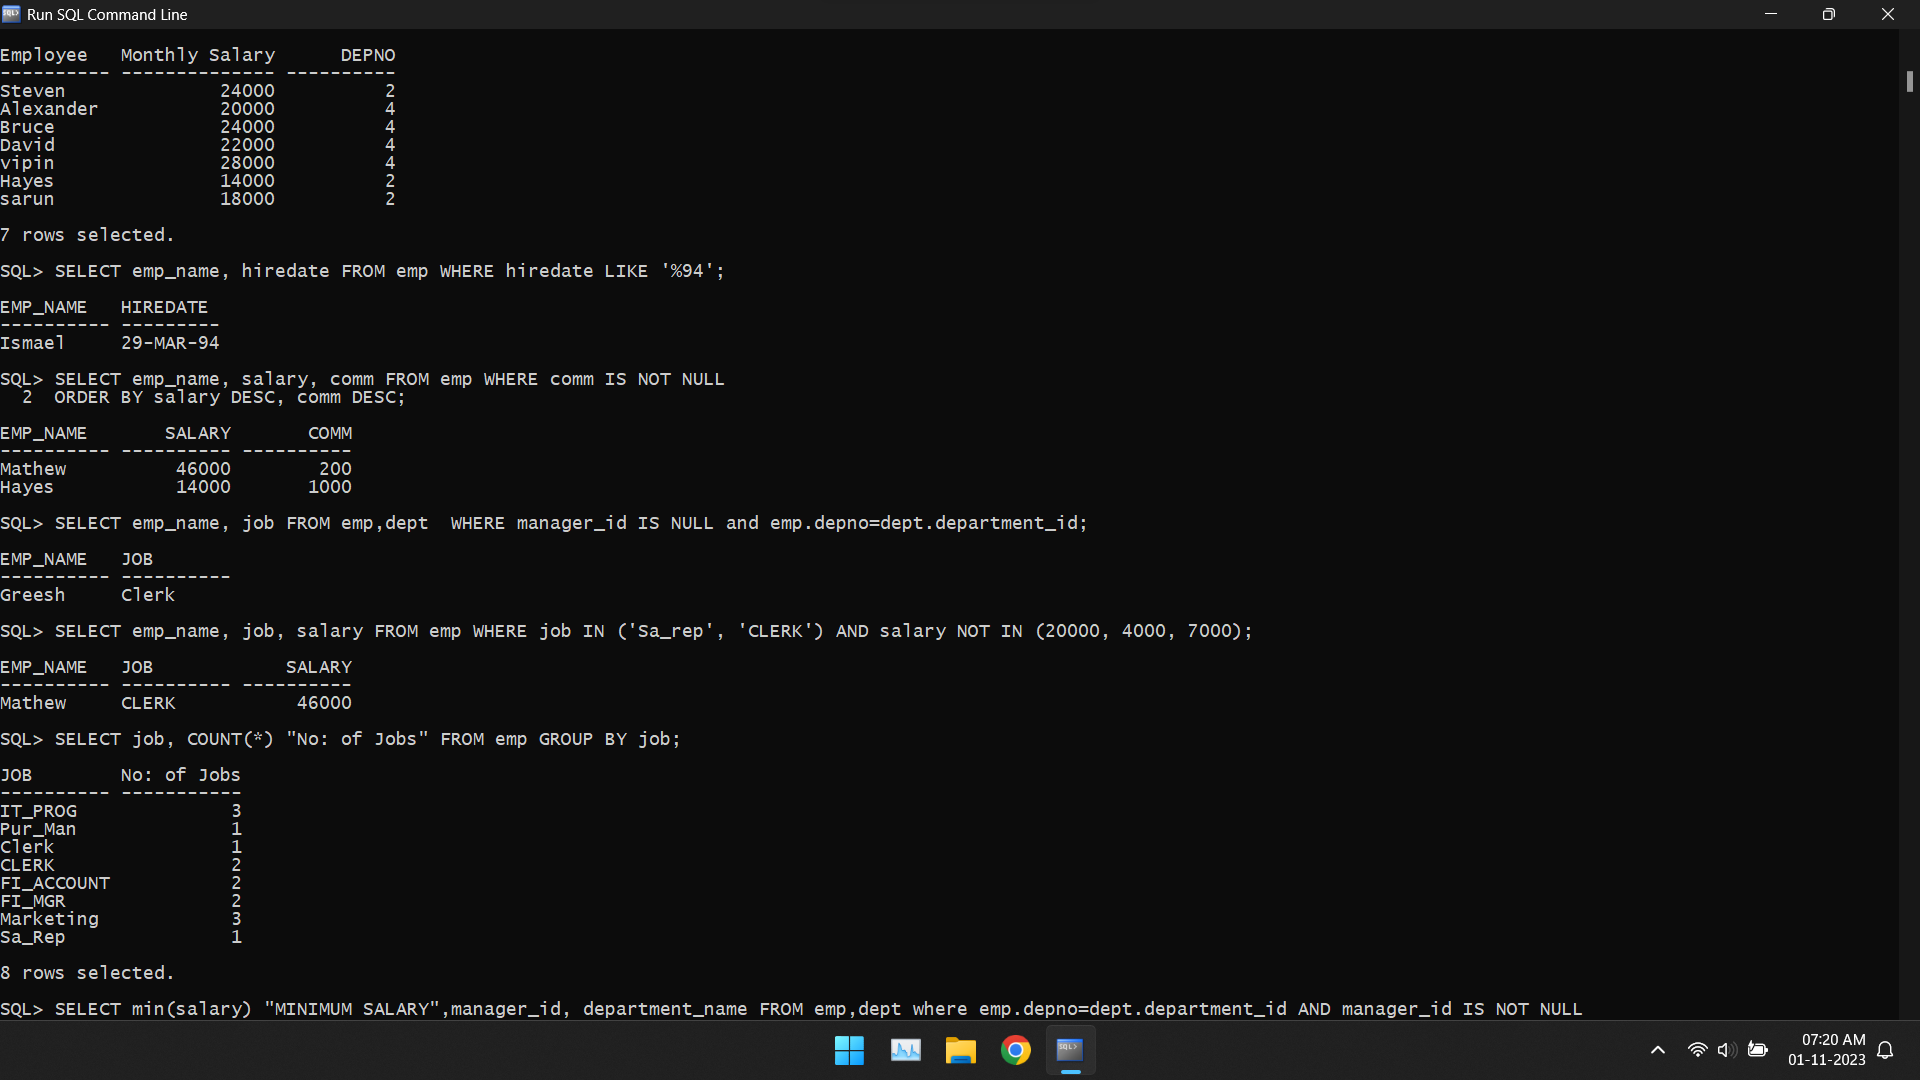 Run SQL Command Line
Employee   Monthly Salary      DEPNO
---------- -------------- ----------
Steven              24000          2
Alexander           20000          4
Bruce               24000          4
David               22000          4
vipin               28000          4
Hayes               14000          2
sarun               18000          2
7 rows selected.
SQL> SELECT emp_name, hiredate FROM emp WHERE hiredate LIKE '%94';
EMP_NAME   HIREDATE
---------- ---------
Ismael     29-MAR-94
SQL> SELECT emp_name, salary, comm FROM emp WHERE comm IS NOT NULL
  2  ORDER BY salary DESC, comm DESC;
EMP_NAME       SALARY       COMM
---------- ---------- ----------
Mathew          46000        200
Hayes           14000       1000
SQL> SELECT emp_name, job FROM emp,dept  WHERE manager_id IS NULL and emp.depno=dept.department_id;
EMP_NAME   JOB
---------- ----------
Greesh     Clerk
SQL> SELECT emp_name, job, salary FROM emp WHERE job IN ('Sa_rep', 'CLERK') AND salary NOT IN (20000, 4000, 7000);
EMP_NAME   JOB            SALARY
---------- ---------- ----------
Mathew     CLERK           46000
SQL> SELECT job, COUNT(*) "No: of Jobs" FROM emp GROUP BY job;
JOB        No: of Jobs
---------- -----------
IT_PROG              3
Pur_Man              1
Clerk                1
CLERK                2
FI_ACCOUNT           2
FI_MGR               2
Marketing            3
Sa_Rep               1
8 rows selected.
SQL> SELECT min(salary) "MINIMUM SALARY",manager_id, department_name FROM emp,dept where emp.depno=dept.department_id AND manager_id IS NOT NULL
07:20 AM
01-11-2023